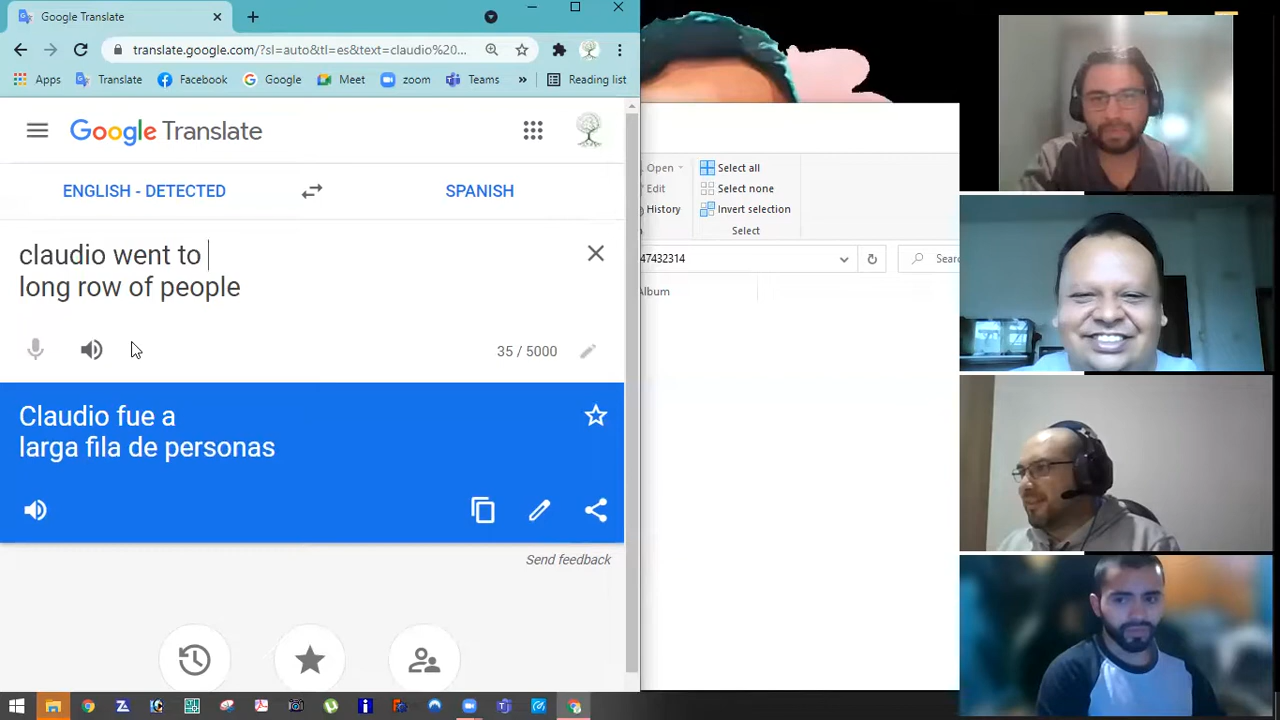 Google Translate
translate.google.com/?sl=auto&tl=es&text=claudio%20...
Apps Translate Facebook Google Meet zoom Teams » Reading list
Google Translate
ENGLISH - DETECTED SPANISH
claudio went to
long row of people
35 / 5000
Claudio fue a
larga fila de personas
Send feedback
Open
Edit
History
Select all
Select none
Invert selection
Select
47432314
Sear
Album